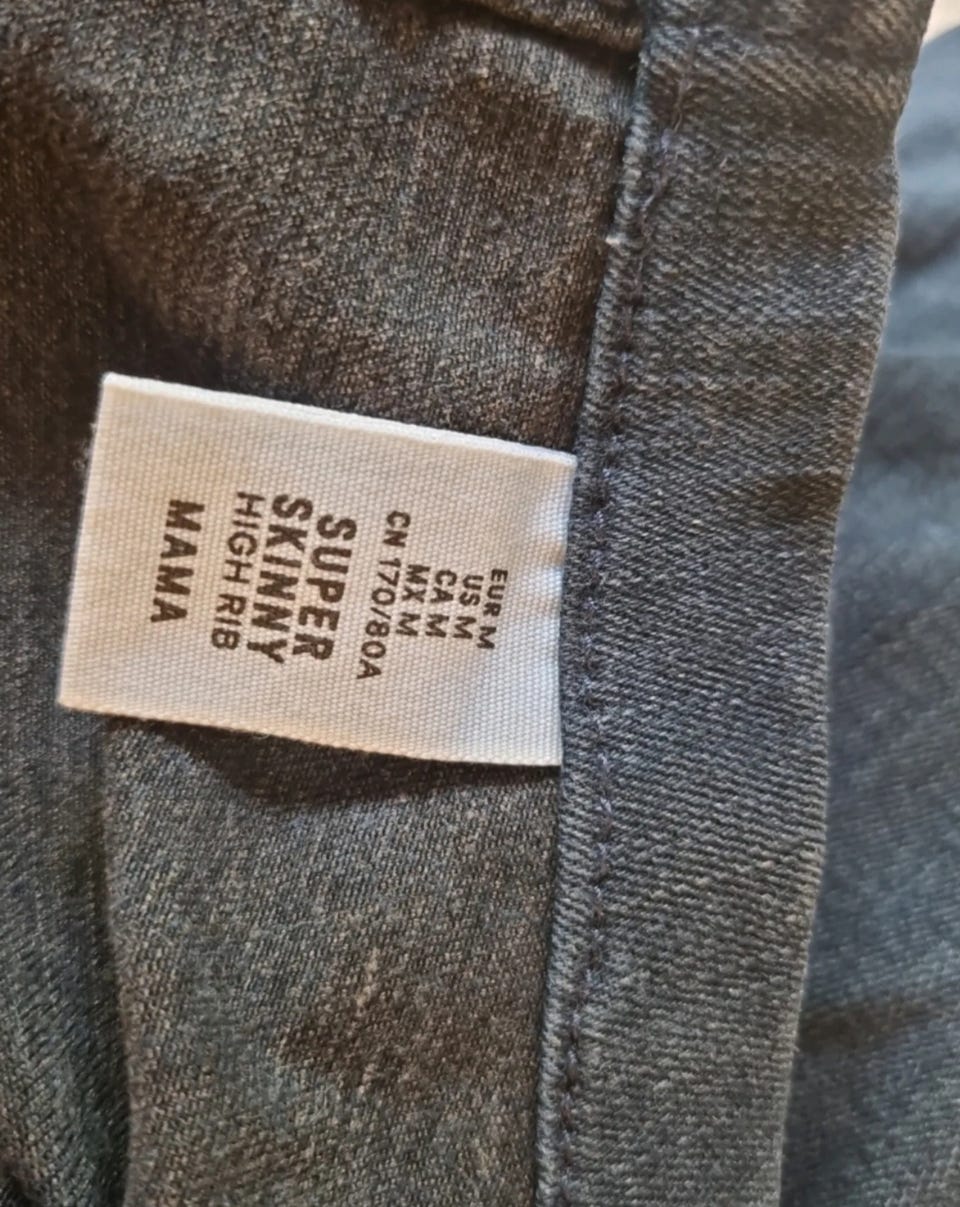 EUR M
US M
CA M
MX M
CN 170/80A
SUPER
SKINNY
HIGH RIB
MAMA